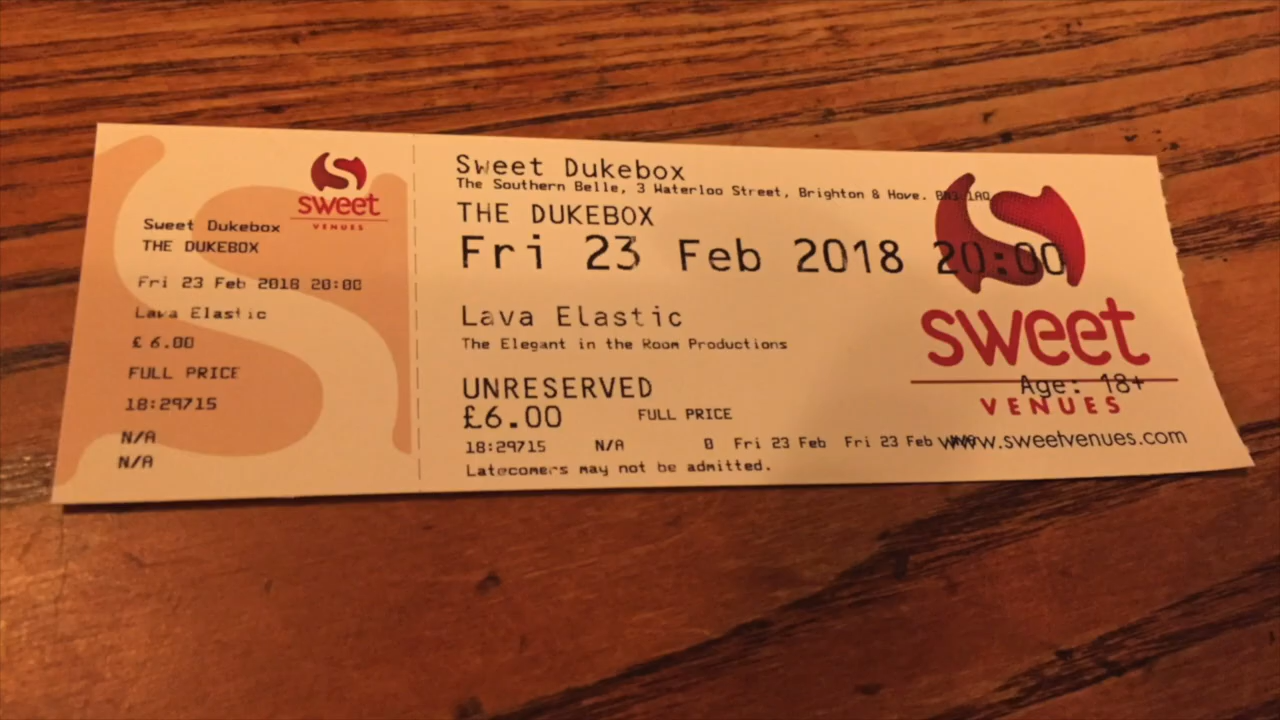 sweet
VENUES
Sweet Dukebox
THE DUKEBOX
Fri 23 Feb 2018 20:00
Lava Elastic
£ 6.00
FULL PRICE
18:29715
N/A
N/A
Sweet Dukebox
The Southern Belle, 3 Waterloo Street, Brighton & Hove. BN3 1AQ
THE DUKEBOX
Fri 23 Feb 2018 20:00
Lava Elastic
The Elegant in the Room Productions
UNRESERVED
£6.00 FULL PRICE
18:29715 N/A 0 Fri 23 Feb Fri 23 Feb
Latecomers may not be admitted.
sweet
Age: 18+
VENUES
www.sweetvenues.com